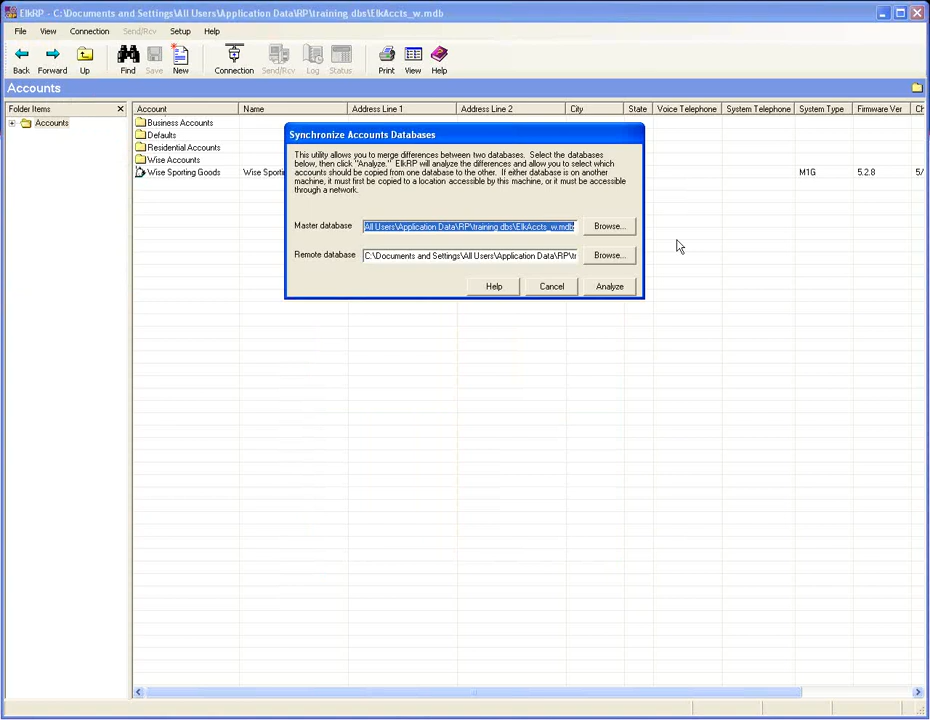 ElkRP - C:\Documents and Settings\All Users\Application Data\RP\training dbs\ElkAccts_w.mdb
File View Connection Send/Rcv Setup Help
Back Forward Up Find Save New Connection Send/Rcv Log Status Print View Help
Accounts
Folder Items
Accounts
Account Name Address Line 1 Address Line 2 City State Voice Telephone System Telephone System Type Firmware Ver Ch
Business Accounts
Defaults
Residential Accounts
Wise Accounts
Wise Sporting Goods Wise Sporti M1G 5.2.8 5/
Synchronize Accounts Databases
This utility allows you to merge differences between two databases. Select the databases
below, then click "Analyze." ElkRP will analyze the differences and allow you to select which
accounts should be copied from one database to the other. If either database is on another
machine, it must first be copied to a location accessible by this machine, or it must be accessible
through a network.
Master database All Users\Application Data\RP\training dbs\ElkAccts_w.mdb Browse...
Remote database C:\Documents and Settings\All Users\Application Data\RP\tr Browse...
Help Cancel Analyze